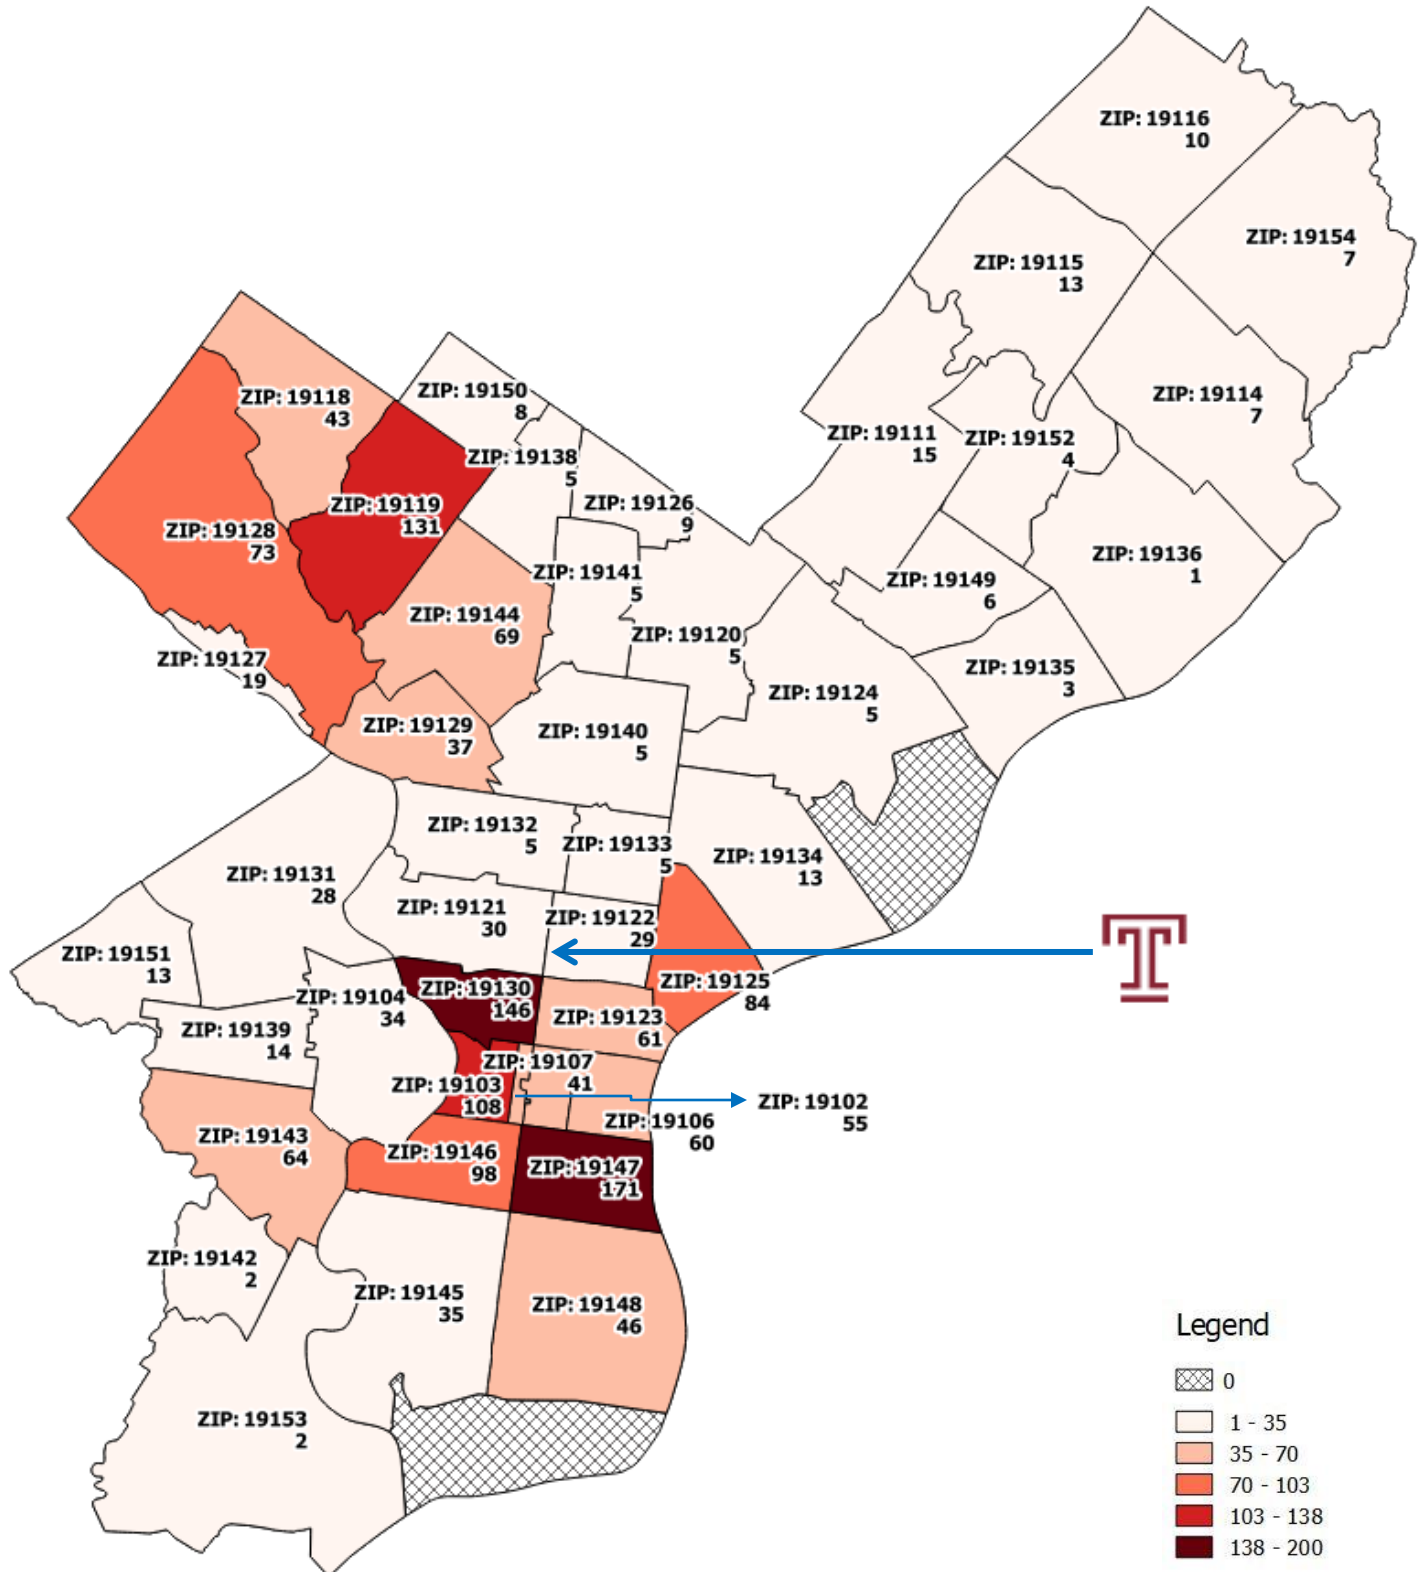 ZIP: 19116
10
ZIP: 19154
7
ZIP: 19115
13
ZIP: 19150
8
ZIP: 19118
43
ZIP: 19114
7
ZIP: 19111
15
ZIP: 19152
4
ZIP: 19138
5
ZIP: 19126
9
ZIP: 19119
131
ZIP: 19128
73
ZIP: 19136
1
ZIP: 19141
5
ZIP: 19149
6
ZIP: 19144
69
ZIP: 19120
5
ZIP: 19127
19
ZIP: 19135
3
ZIP: 19124
5
ZIP: 19129
37
ZIP: 19140
5
ZIP: 19132
5
ZIP: 19133
5
ZIP: 19134
13
ZIP: 19131
28
ZIP: 19121
30
ZIP: 19122
29
T
ZIP: 19151
13
ZIP: 19125
84
ZIP: 19130
146
ZIP: 19104
34
ZIP: 19123
61
ZIP: 19139
14
ZIP: 19107
41
ZIP: 19103
108
ZIP: 19102
55
ZIP: 19106
60
ZIP: 19143
64
ZIP: 19146
98
ZIP: 19147
171
ZIP: 19142
2
ZIP: 19145
35
ZIP: 19148
46
ZIP: 19153
2
Legend
0
1 - 35
35 - 70
70 - 103
103 - 138
138 - 200